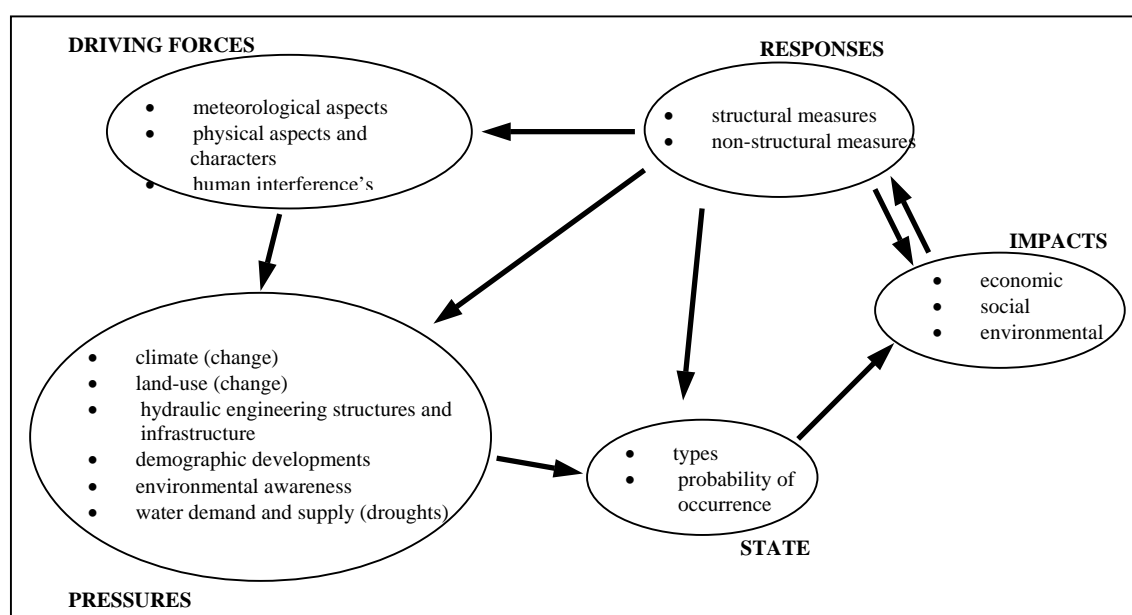 DRIVING FORCES
• meteorological aspects
• physical aspects and
characters
• human interference's
RESPONSES
• structural measures
• non-structural measures
IMPACTS
• economic
• social
• environmental
• climate (change)
• land-use (change)
• hydraulic engineering structures and
infrastructure
• demographic developments
• environmental awareness
• water demand and supply (droughts)
PRESSURES
• types
• probability of
occurrence
STATE